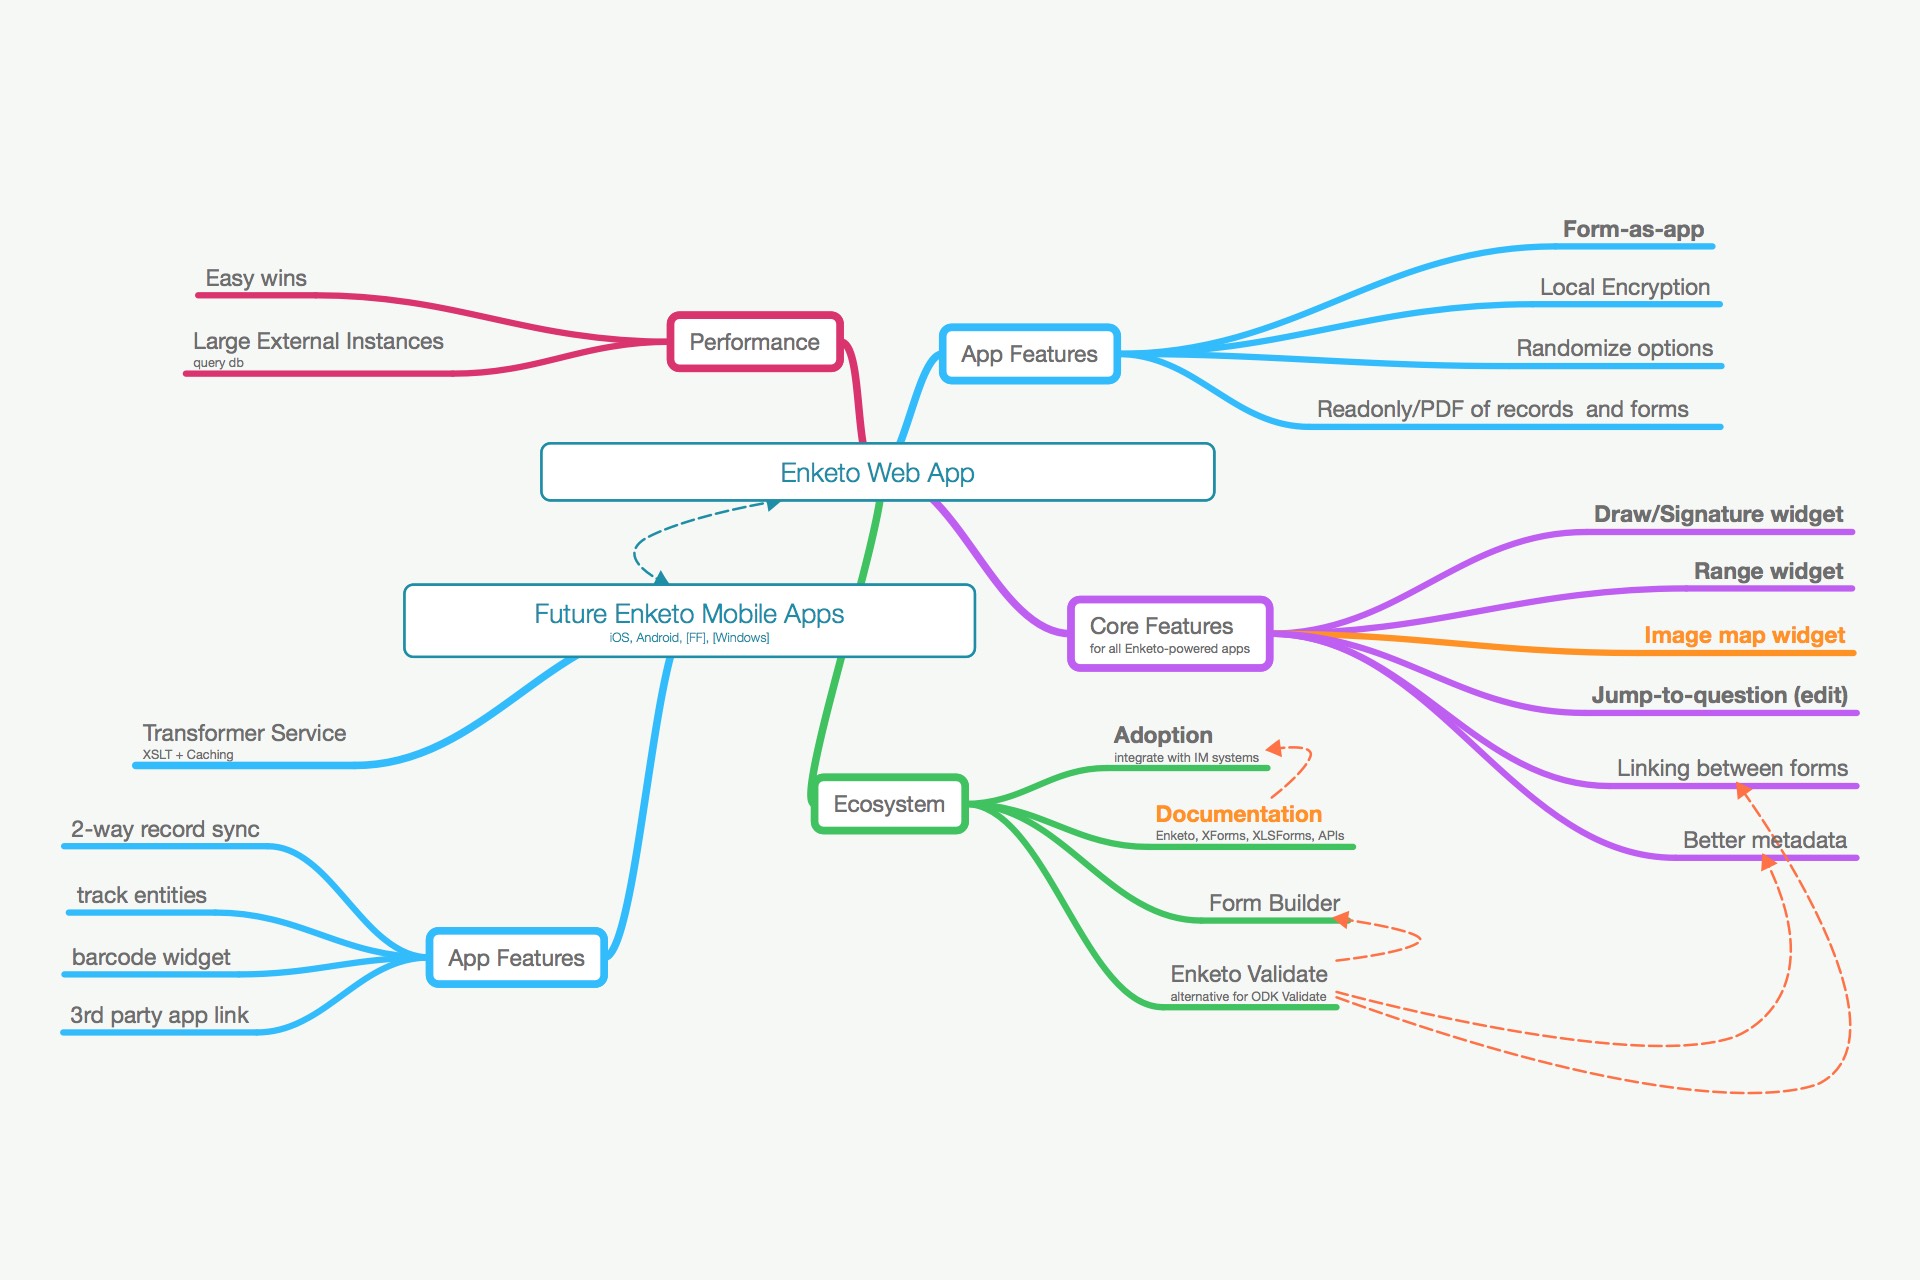 Easy wins
Large External Instances
query db
Performance
App Features
Form-as-app
Local Encryption
Randomize options
Readonly/PDF of records  and forms
Enketo Web App
Future Enketo Mobile Apps
iOS, Android, [FF], [Windows]
Core Features
for all Enketo-powered apps
Draw/Signature widget
Range widget
Image map widget
Jump-to-question (edit)
Linking between forms
Better metadata
Transformer Service
XSLT + Caching
2-way record sync
track entities
barcode widget
3rd party app link
App Features
Ecosystem
Adoption
integrate with IM systems
Documentation
Enketo, XForms, XLSForms, APIs
Form Builder
Enketo Validate
alternative for ODK Validate